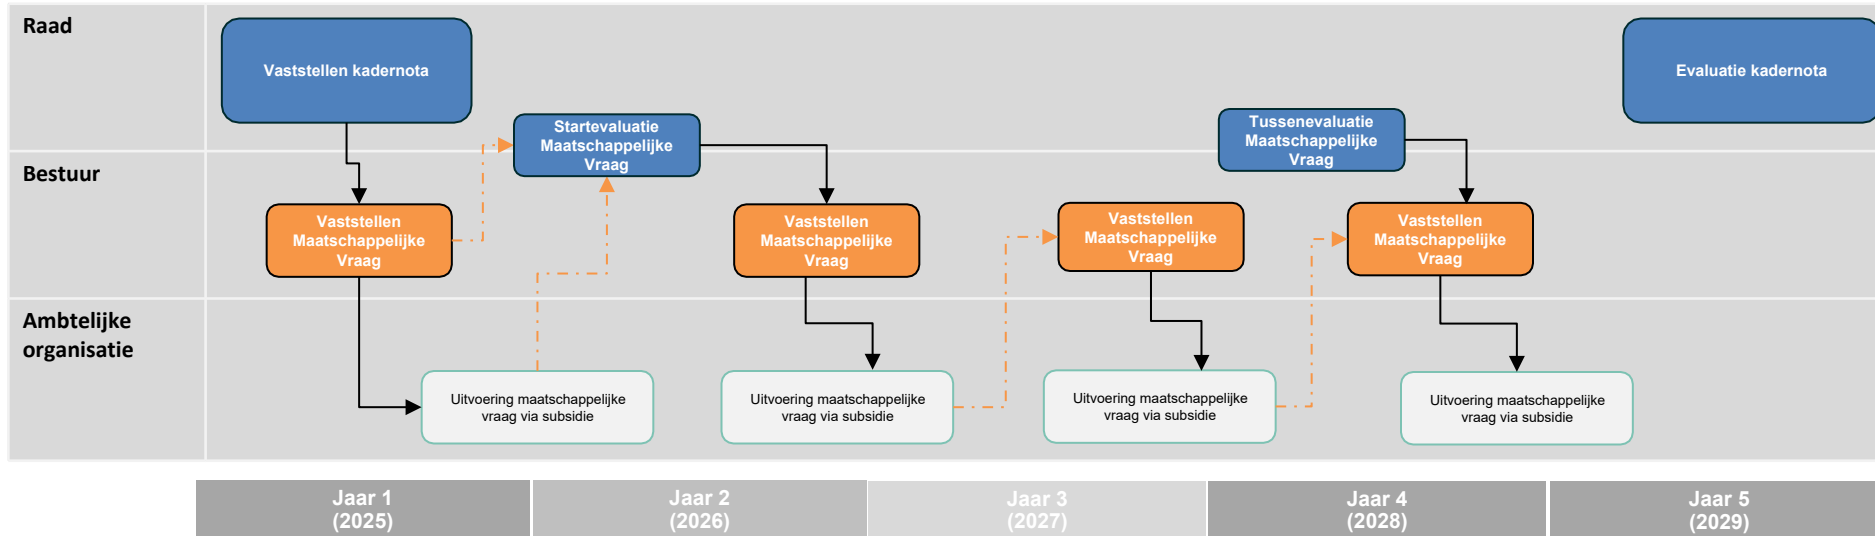 Raad
Vaststellen kadernota
Evaluatie kadernota
Startevaluatie
Maatschappelijke
Vraag
Tussenevaluatie
Maatschappelijke
Vraag
Bestuur
Vaststellen
Maatschappelijke
Vraag
Vaststellen
Maatschappelijke
Vraag
Vaststellen
Maatschappelijke
Vraag
Vaststellen
Maatschappelijke
Vraag
Ambtelijke
organisatie
Uitvoering maatschappelijke
vraag via subsidie
Uitvoering maatschappelijke
vraag via subsidie
Uitvoering maatschappelijke
vraag via subsidie
Uitvoering maatschappelijke
vraag via subsidie
Jaar 1
(2025)
Jaar 2
(2026)
Jaar 3
(2027)
Jaar 4
(2028)
Jaar 5
(2029)